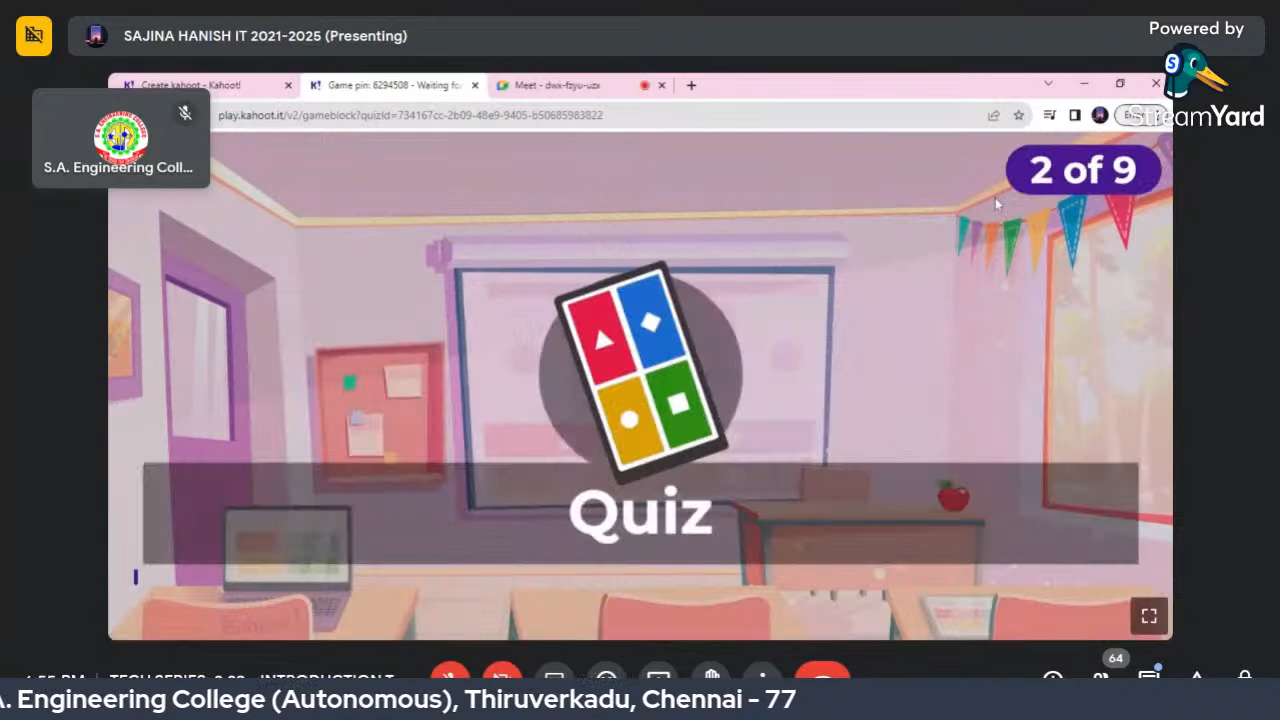 SAJINA HANISH IT 2021-2025 (Presenting)
Powered by
StreamYard
Create kahoot - Kahoot!
Game pin: 6294508 - Waiting fo
Meet - dwx-fzyu-uzx
play.kahoot.it/v2/gameblock?quizId=734167cc-2b09-48e9-9405-b50685983822
S.A. Engineering Coll...
2 of 9
Quiz
64
A. Engineering College (Autonomous), Thiruverkadu, Chennai - 77